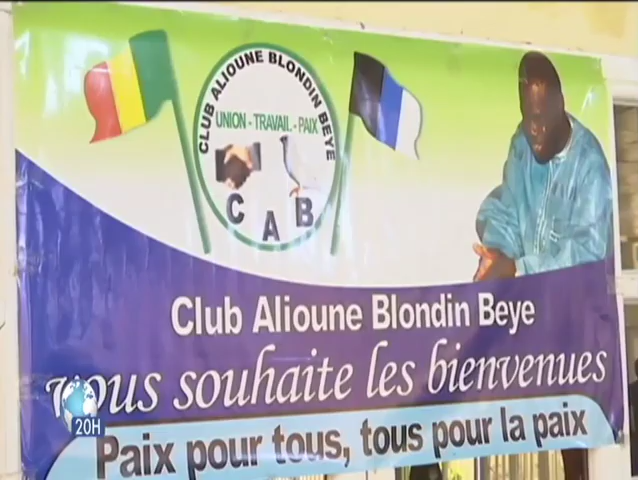 CLUB ALIOUNE BLONDIN BEYE
UNION - TRAVAIL - PAIX
C A B
Club Alioune Blondin Beye
vous souhaite les bienvenues
20H
Paix pour tous, tous pour la paix